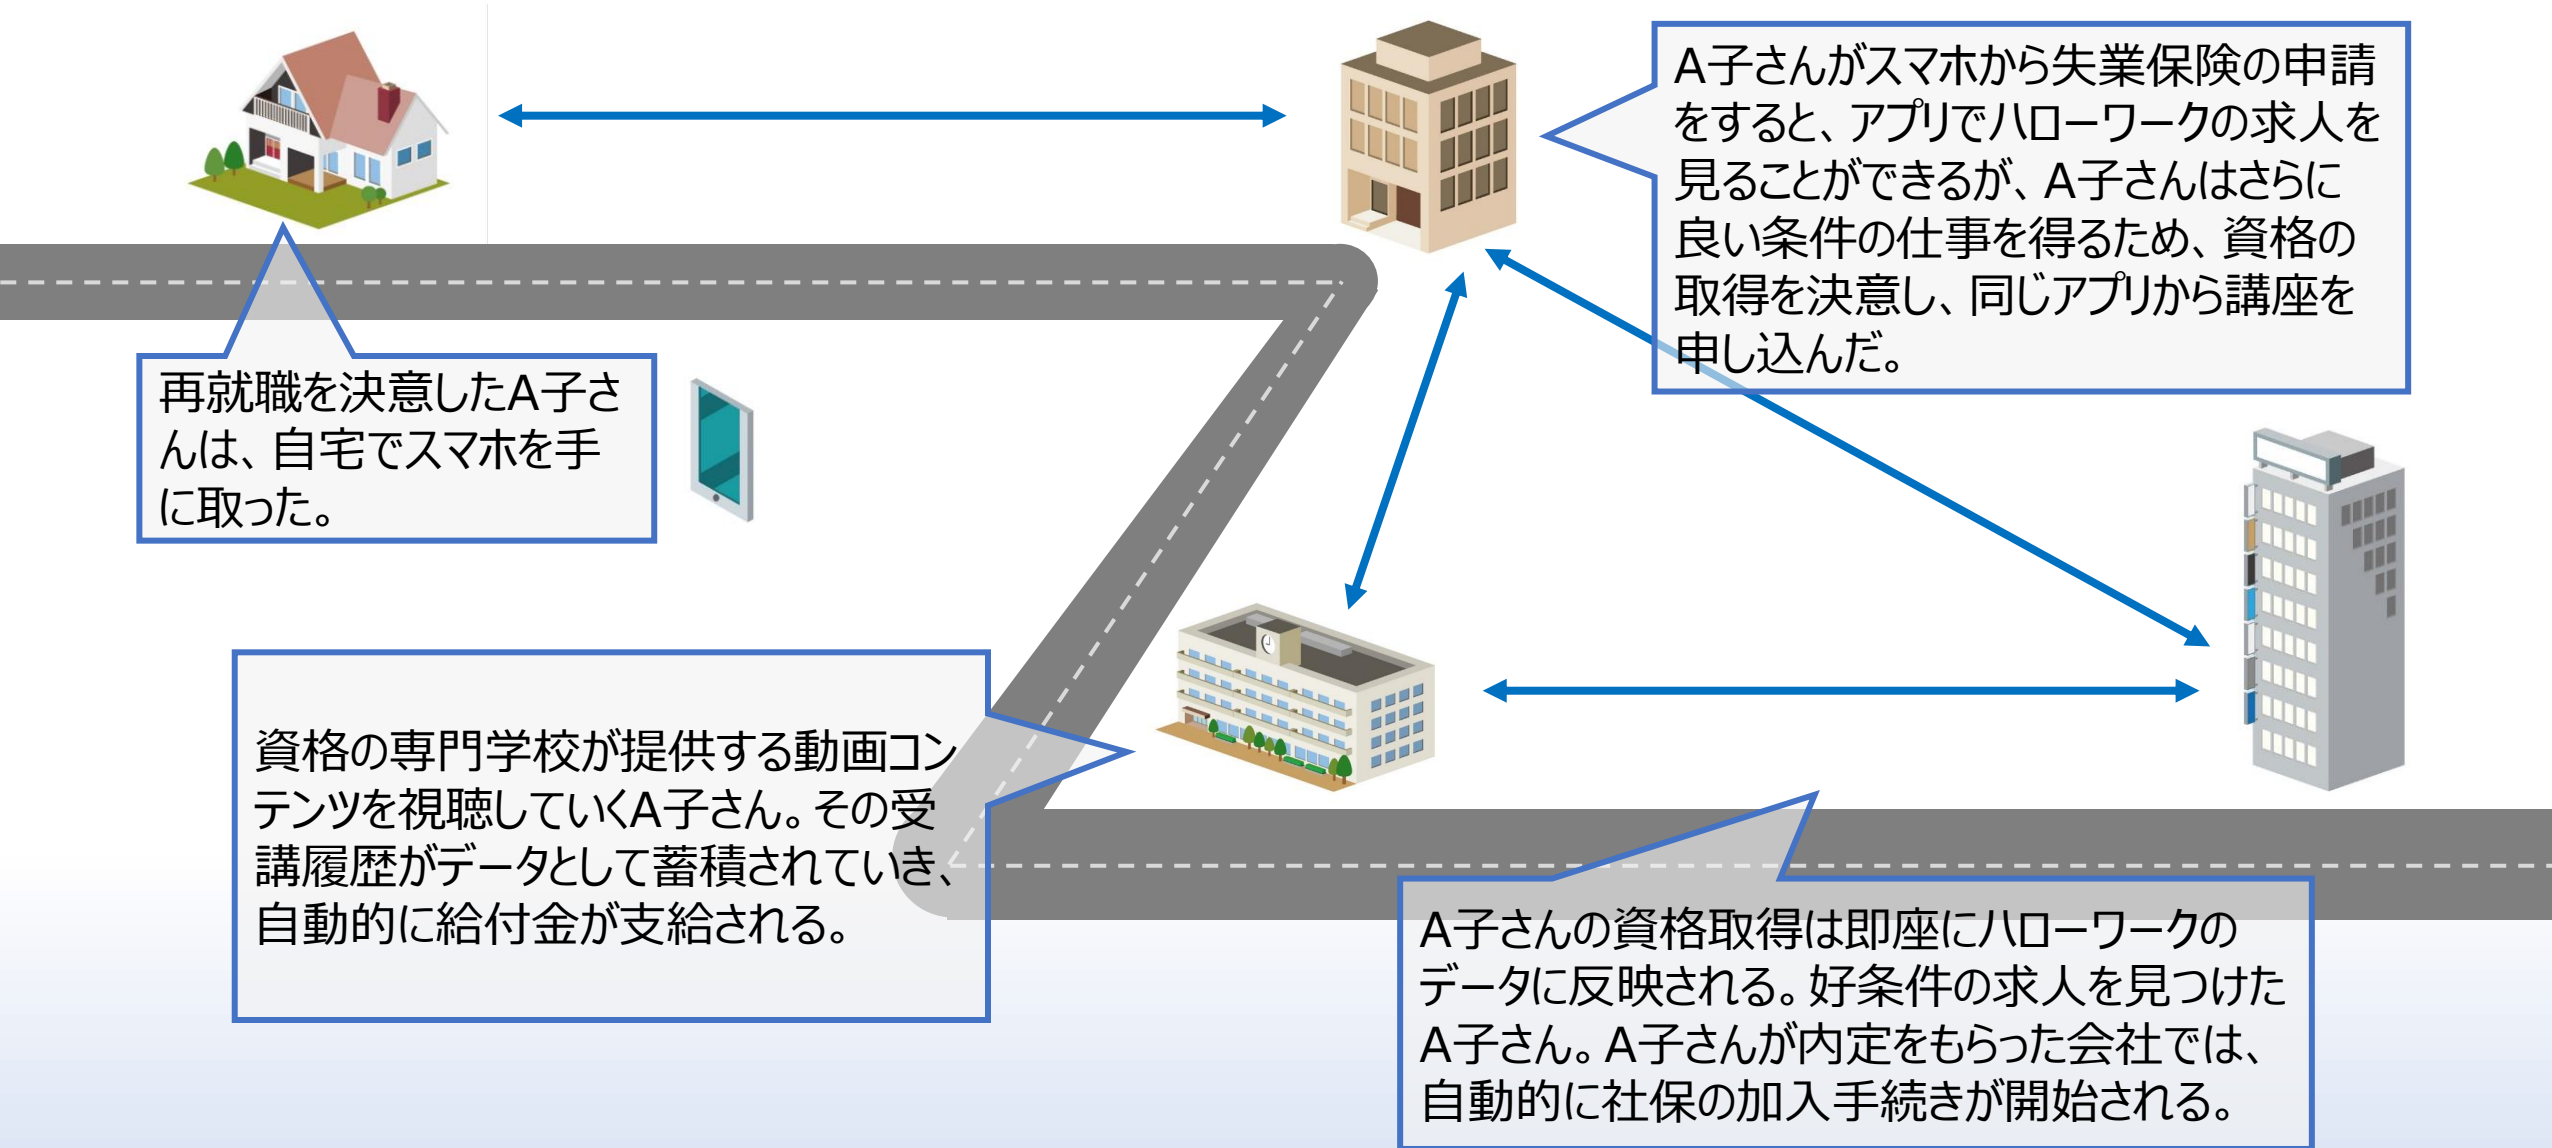 再就職を決意したA子さ
んは、自宅でスマホを手
に取った。
A子さんがスマホから失業保険の申請
をすると、アプリでハローワークの求人を
見ることができるが、A子さんはさらに
良い条件の仕事を得るため、資格の
取得を決意し、同じアプリから講座を
申し込んだ。
資格の専門学校が提供する動画コン
テンツを視聴していくA子さん。その受
講履歴がデータとして蓄積されていき、
自動的に給付金が支給される。
A子さんの資格取得は即座にハローワークの
データに反映される。好条件の求人を見つけた
A子さん。A子さんが内定をもらった会社では、
自動的に社保の加入手続きが開始される。